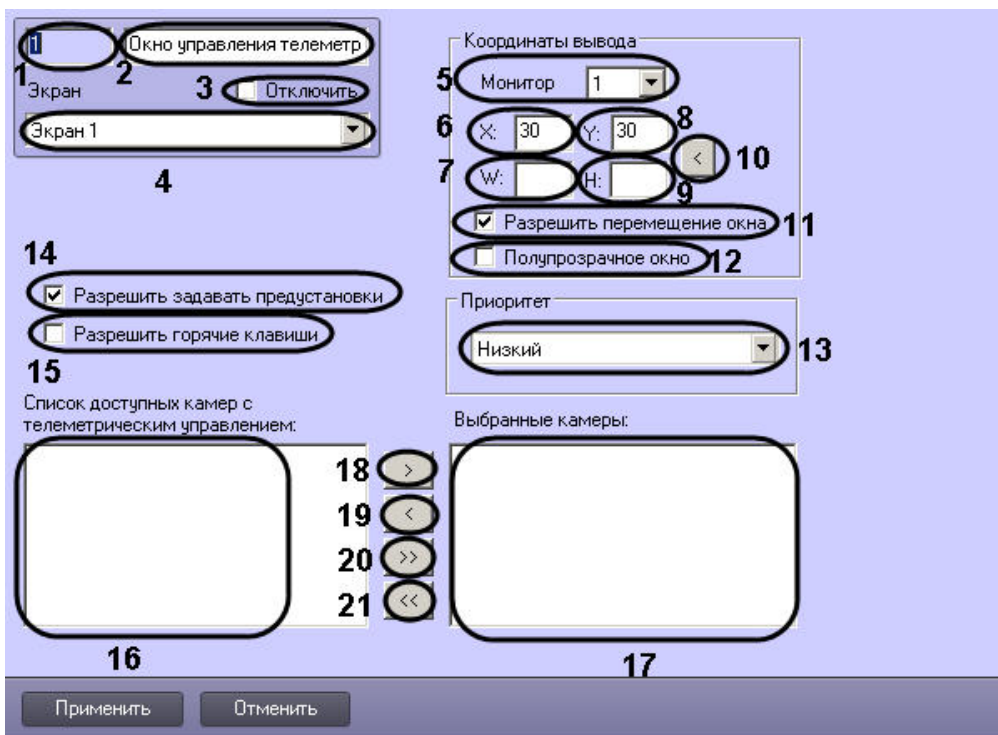 1 Окно управления телеметр
1 2
Экран 3 Отключить
Экран 1
4
Координаты вывода
5 Монитор 1
6 X: 30 Y: 30 8
7 W: H: 9
< 10
Разрешить перемещение окна 11
Полупрозрачное окно 12
14
Разрешить задавать предустановки
Разрешить горячие клавиши
15
Приоритет
Низкий 13
Список доступных камер с
телеметрическим управлением:
Выбранные камеры:
18 >
19 <
20 >>
21 <<
16
17
Применить Отменить